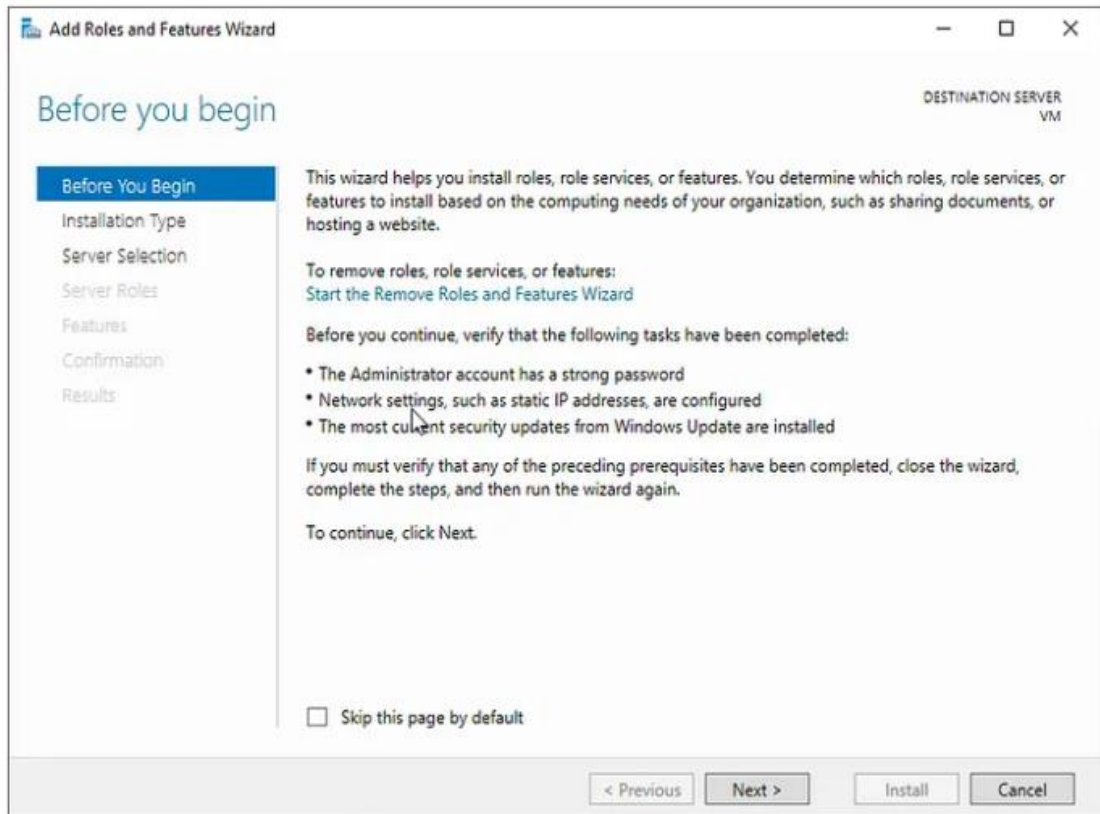 Add Roles and Features Wizard
Before you begin
DESTINATION SERVER
VM
Before You Begin
Installation Type
Server Selection
Server Roles
Features
Confirmation
Results
This wizard helps you install roles, role services, or features. You determine which roles, role services, or
features to install based on the computing needs of your organization, such as sharing documents, or
hosting a website.
To remove roles, role services, or features:
Start the Remove Roles and Features Wizard
Before you continue, verify that the following tasks have been completed:
• The Administrator account has a strong password
• Network settings, such as static IP addresses, are configured
• The most current security updates from Windows Update are installed
If you must verify that any of the preceding prerequisites have been completed, close the wizard,
complete the steps, and then run the wizard again.
To continue, click Next.
Skip this page by default
< Previous
Next >
Install
Cancel